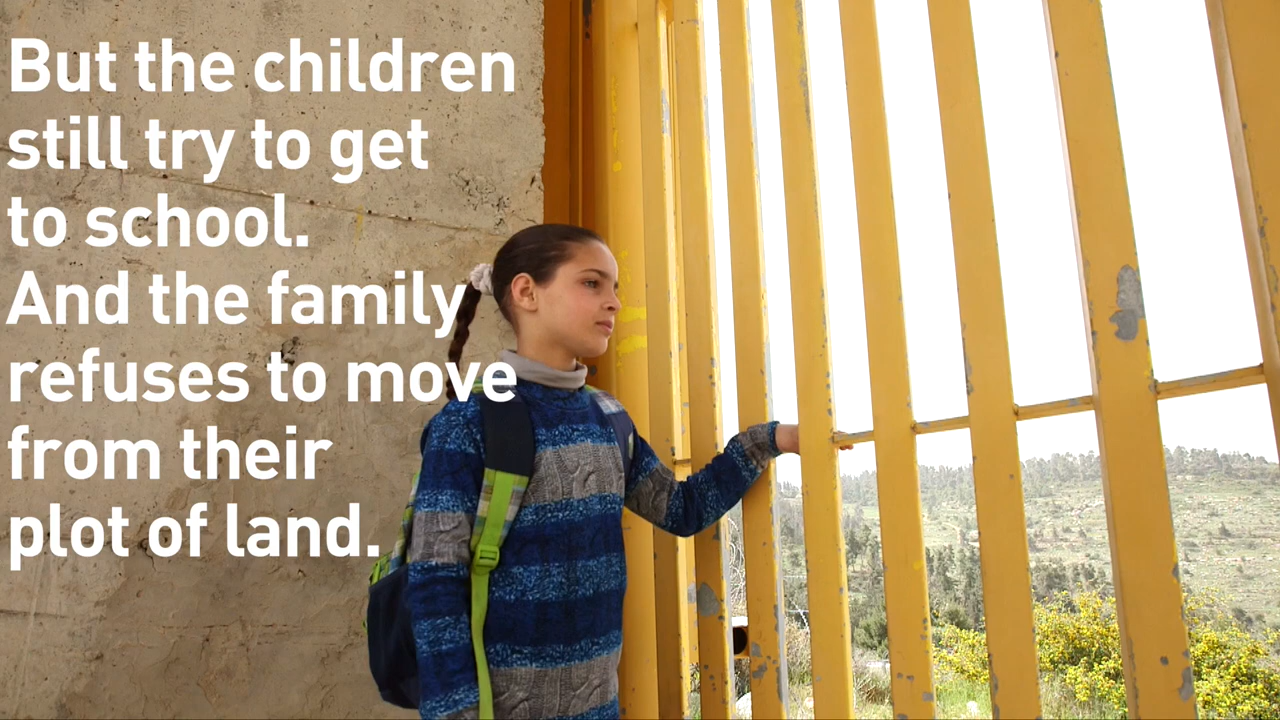 But the children
still try to get
to school.
And the family
refuses to move
from their
plot of land.